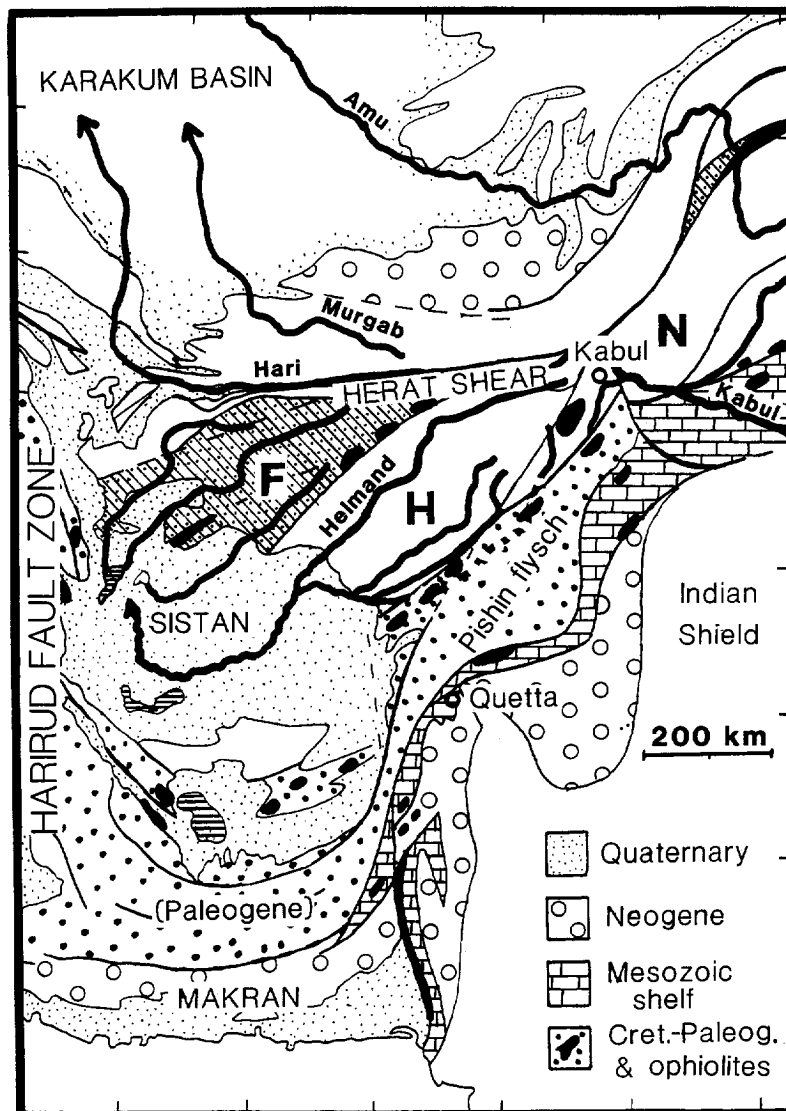 KARAKUM BASIN
Amu
Murgab
Hari
HERAT SHEAR
Kabul
N
Kabul
F
Helmand
H
Pishin flysch
HARIRUD FAULT ZONE
SISTAN
Indian
Shield
Quetta
200 km
Quaternary
(Paleogene)
Neogene
MAKRAN
Mesozoic
shelf
Cret.-Paleog.
& ophiolites